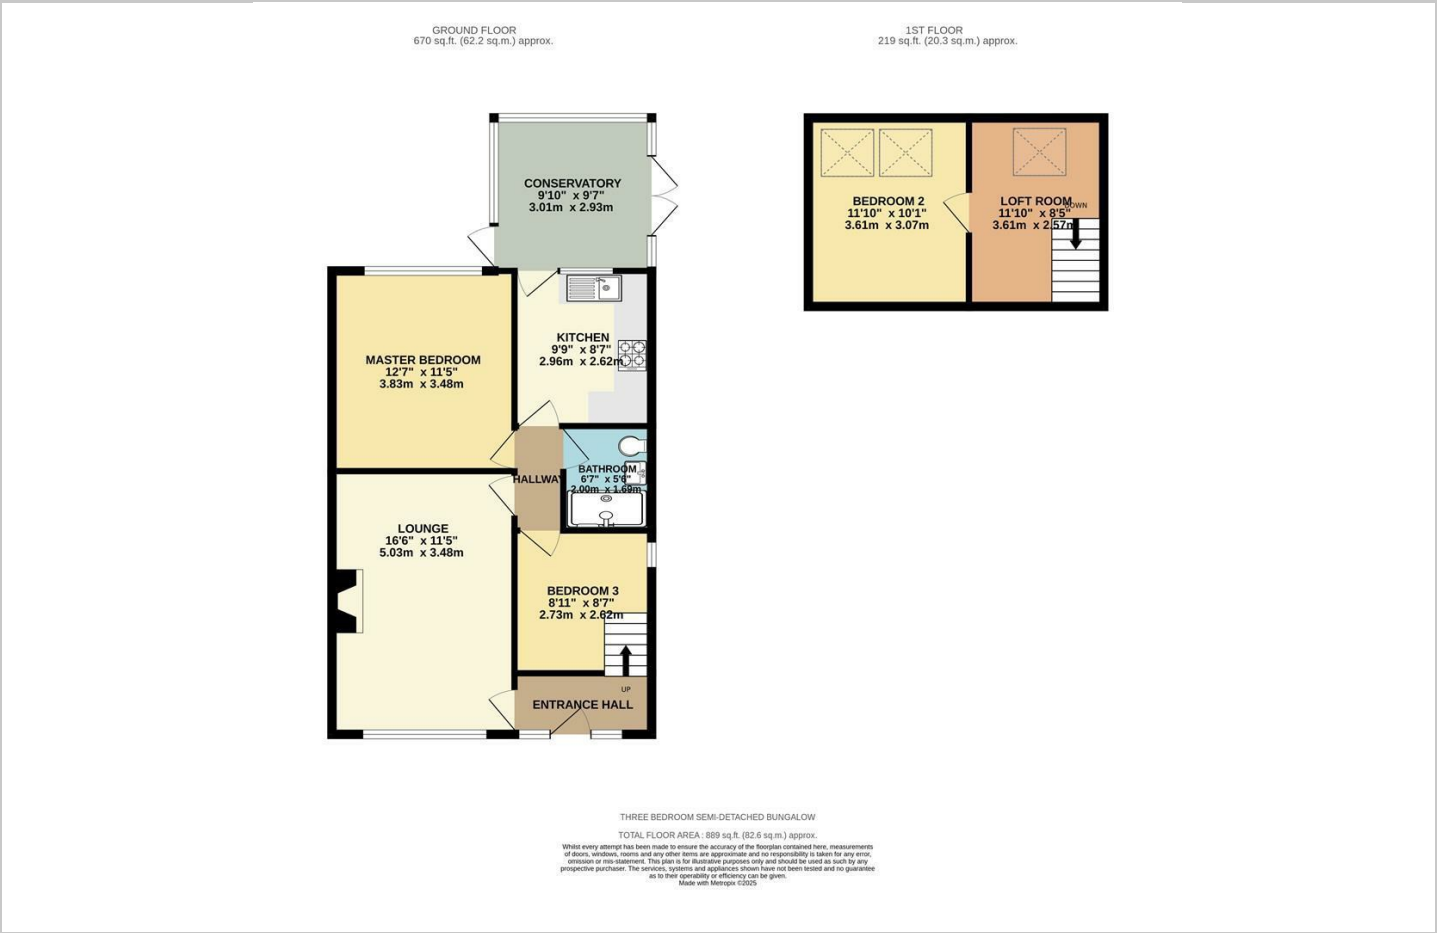 GROUND FLOOR
670 sq.ft. (62.2 sq.m.) approx.
1ST FLOOR
219 sq.ft. (20.3 sq.m.) approx.
CONSERVATORY
9'10" x 9'7"
3.01m x 2.93m
KITCHEN
9'9" x 8'7"
2.96m x 2.62m
MASTER BEDROOM
12'7" x 11'5"
3.83m x 3.48m
HALLWAY
BATHROOM
6'7" x 5'6"
2.00m x 1.69m
LOUNGE
16'6" x 11'5"
5.03m x 3.48m
BEDROOM 3
8'11" x 8'7"
2.73m x 2.62m
UP
ENTRANCE HALL
BEDROOM 2
11'10" x 10'1"
3.61m x 3.07m
LOFT ROOM
DOWN
11'10" x 8'5"
3.61m x 2.57m
THREE BEDROOM SEMI-DETACHED BUNGALOW
TOTAL FLOOR AREA : 889 sq.ft. (82.6 sq.m.) approx.
Whilst every attempt has been made to ensure the accuracy of the floorplan contained here, measurements
of doors, windows, rooms and any other items are approximate and no responsibility is taken for any error,
omission or mis-statement. This plan is for illustrative purposes only and should be used as such by any
prospective purchaser. The services, systems and appliances shown have not been tested and no guarantee
as to their operability or efficiency can be given.
Made with Metropix ©2025